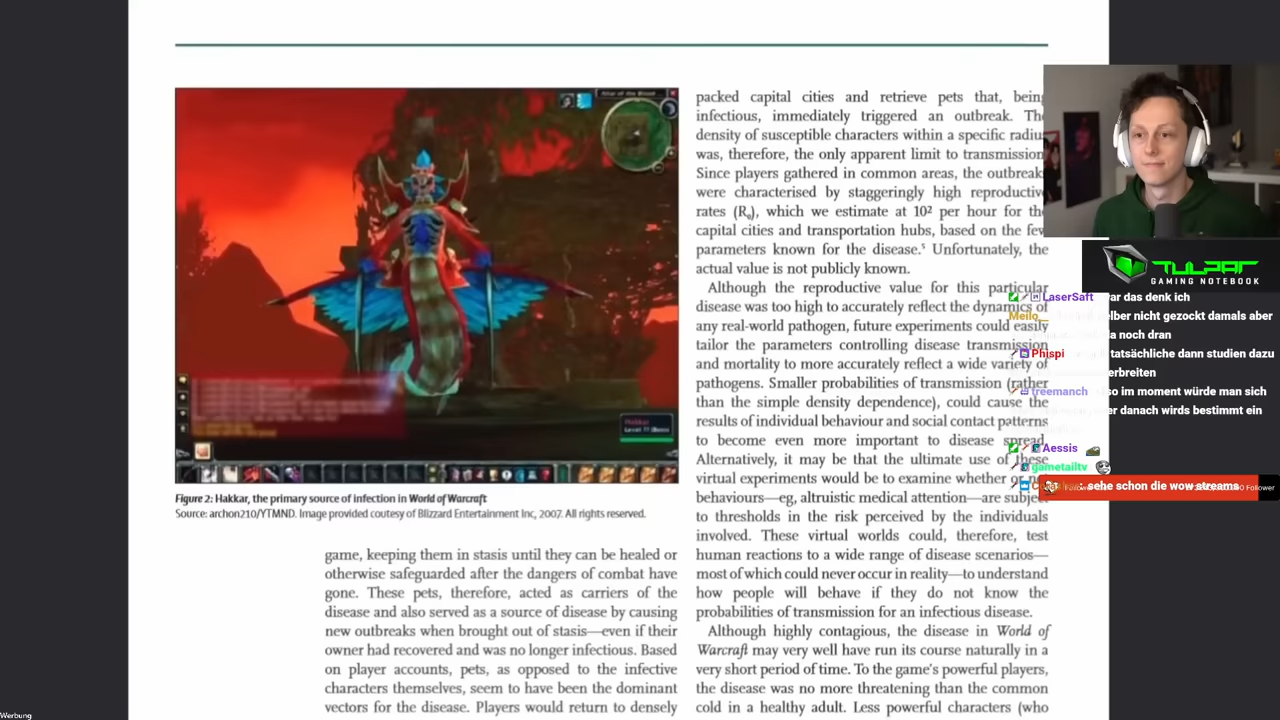 Figure 2: Hakkar, the primary source of infection in World of Warcraft
Source: archon210/YTMND. Image provided coutesy of Blizzard Entertainment Inc, 2007. All rights reserved.
game, keeping them in stasis until they can be healed or
otherwise safeguarded after the dangers of combat have
gone. These pets, therefore, acted as carriers of the
disease and also served as a source of disease by causing
new outbreaks when brought out of stasis—even if their
owner had recovered and was no longer infectious. Based
on player accounts, pets, as opposed to the infective
characters themselves, seem to have been the dominant
vectors for the disease. Players would return to densely
packed capital cities and retrieve pets that, being
infectious, immediately triggered an outbreak. The
density of susceptible characters within a specific radius
was, therefore, the only apparent limit to transmission
Since players gathered in common areas, the outbreak
were characterised by staggeringly high reproductive
rates (R₀), which we estimate at 10² per hour for the
capital cities and transportation hubs, based on the few
parameters known for the disease.⁵ Unfortunately, the
actual value is not publicly known.
Although the reproductive value for this particular
disease was too high to accurately reflect the dynamics of
any real-world pathogen, future experiments could easily
tailor the parameters controlling disease transmission
and mortality to more accurately reflect a wide variety of
pathogens. Smaller probabilities of transmission (rather
than the simple density dependence), could cause the
results of individual behaviour and social contact patterns
to become even more important to disease spread.
Alternatively, it may be that the ultimate use of these
virtual experiments would be to examine whether or
behaviours—eg, altruistic medical attention—are subject
to thresholds in the risk perceived by the individuals
involved. These virtual worlds could, therefore, test
human reactions to a wide range of disease scenarios—
most of which could never occur in reality—to understand
how people will behave if they do not know the
probabilities of transmission for an infectious disease.
Although highly contagious, the disease in World of
Warcraft may very well have run its course naturally in a
very short period of time. To the game's powerful players,
the disease was no more threatening than the common
cold in a healthy adult. Less powerful characters (who
TULPAR
GAMING NOTEBOOK
LaserSaft war das denk ich
Meilo__ selber nicht gezockt damals aber
da noch dran
Phispi tatsächliche dann studien dazu
verbreiten
treemanch also im moment würde man sich
aber danach wirds bestimmt ein
Aessis
gametailtv
: sehe schon die wow streams
Follower
Werbung